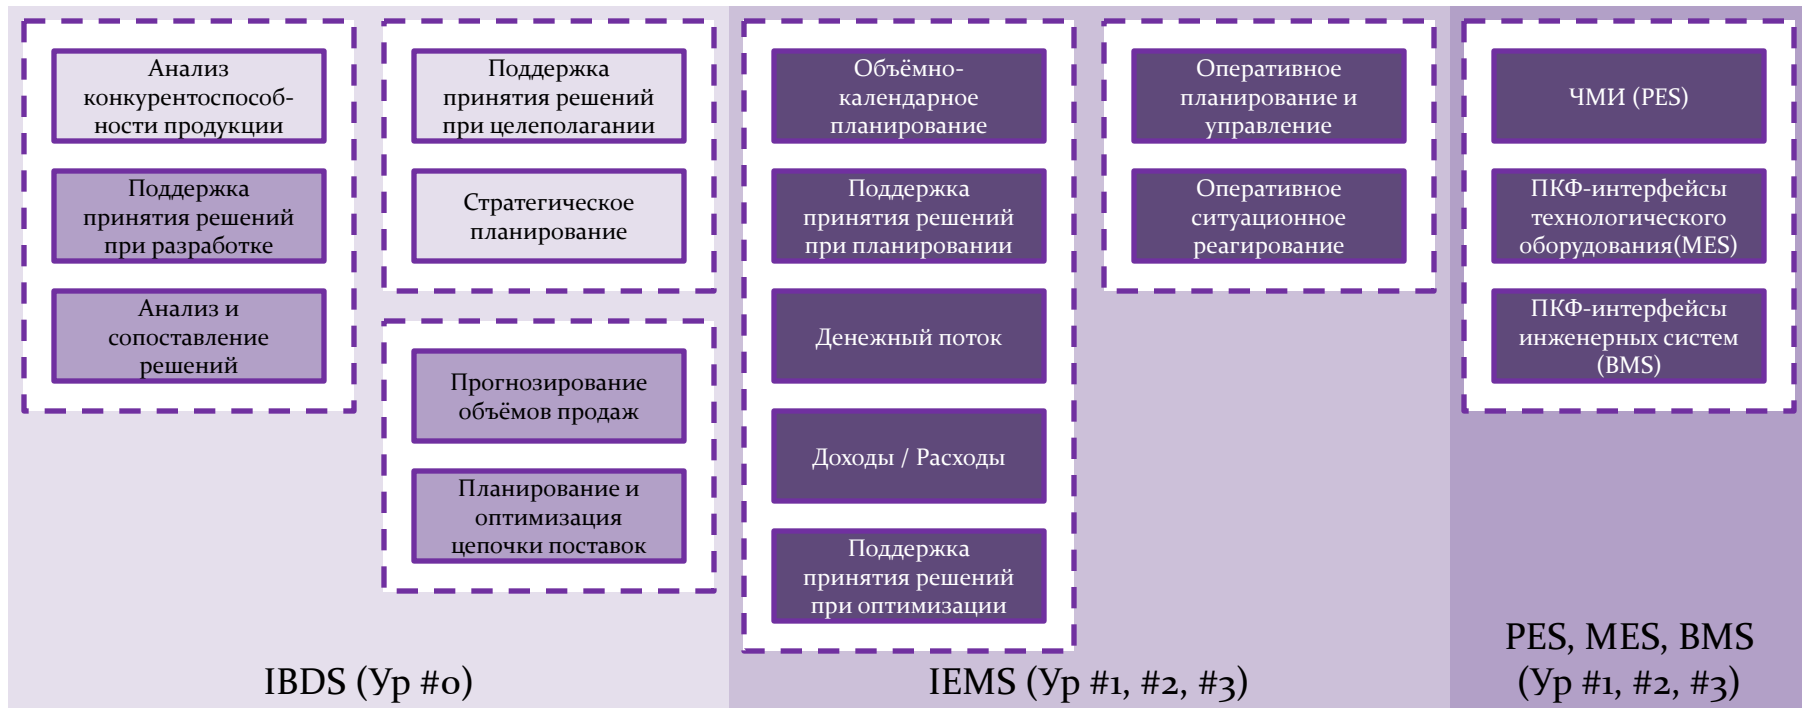 Анализ
конкурентоспособ-
ности продукции
Поддержка
принятия решений
при разработке
Анализ и
сопоставление
решений
Поддержка
принятия решений
при целеполагании
Стратегическое
планирование
Прогнозирование
объёмов продаж
Планирование и
оптимизация
цепочки поставок
IBDS (Ур #0)
Объёмно-
календарное
планирование
Поддержка
принятия решений
при планировании
Денежный поток
Доходы / Расходы
Поддержка
принятия решений
при оптимизации
Оперативное
планирование и
управление
Оперативное
ситуационное
реагирование
IEMS (Ур #1, #2, #3)
ЧМИ (PES)
ПКФ-интерфейсы
технологического
оборудования(MES)
ПКФ-интерфейсы
инженерных систем
(BMS)
PES, MES, BMS
(Ур #1, #2, #3)